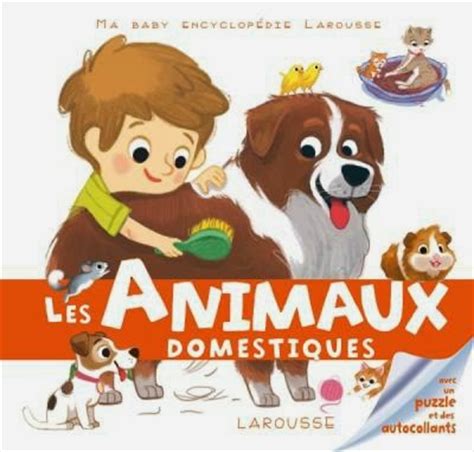 Ma baby encyclopédie Larousse
Les Animaux
domestiques
avec un
puzzle
et des
autocollants
LAROUSSE